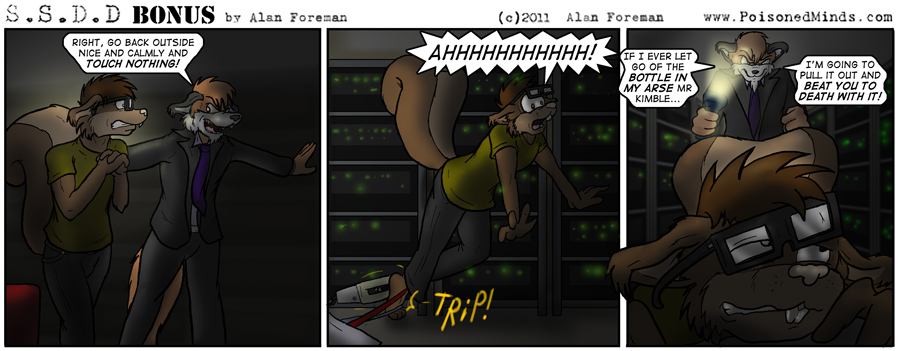 S.S.D.D BONUS by Alan Foreman (c)2011 Alan Foreman www.PoisonedMinds.com
RIGHT, GO BACK OUTSIDE
NICE AND CALMLY AND
TOUCH NOTHING!
AHHHHHHHHHHH!
TRiP!
IF I EVER LET
GO OF THE
BOTTLE IN
MY ARSE MR
KIMBLE...
I'M GOING TO
PULL IT OUT AND
BEAT YOU TO
DEATH WITH IT!